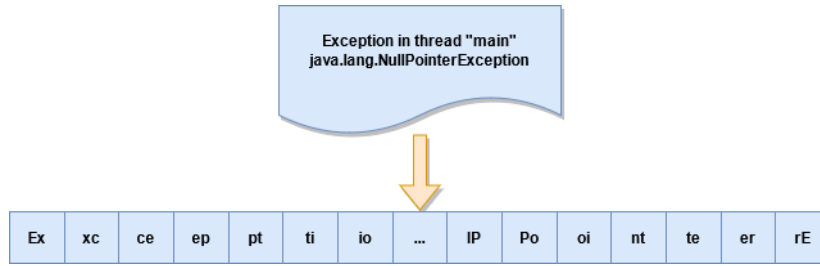 Exception in thread "main"
java.lang.NullPointerException
Ex xc ce ep pt ti io ... lP Po oi nt te er rE